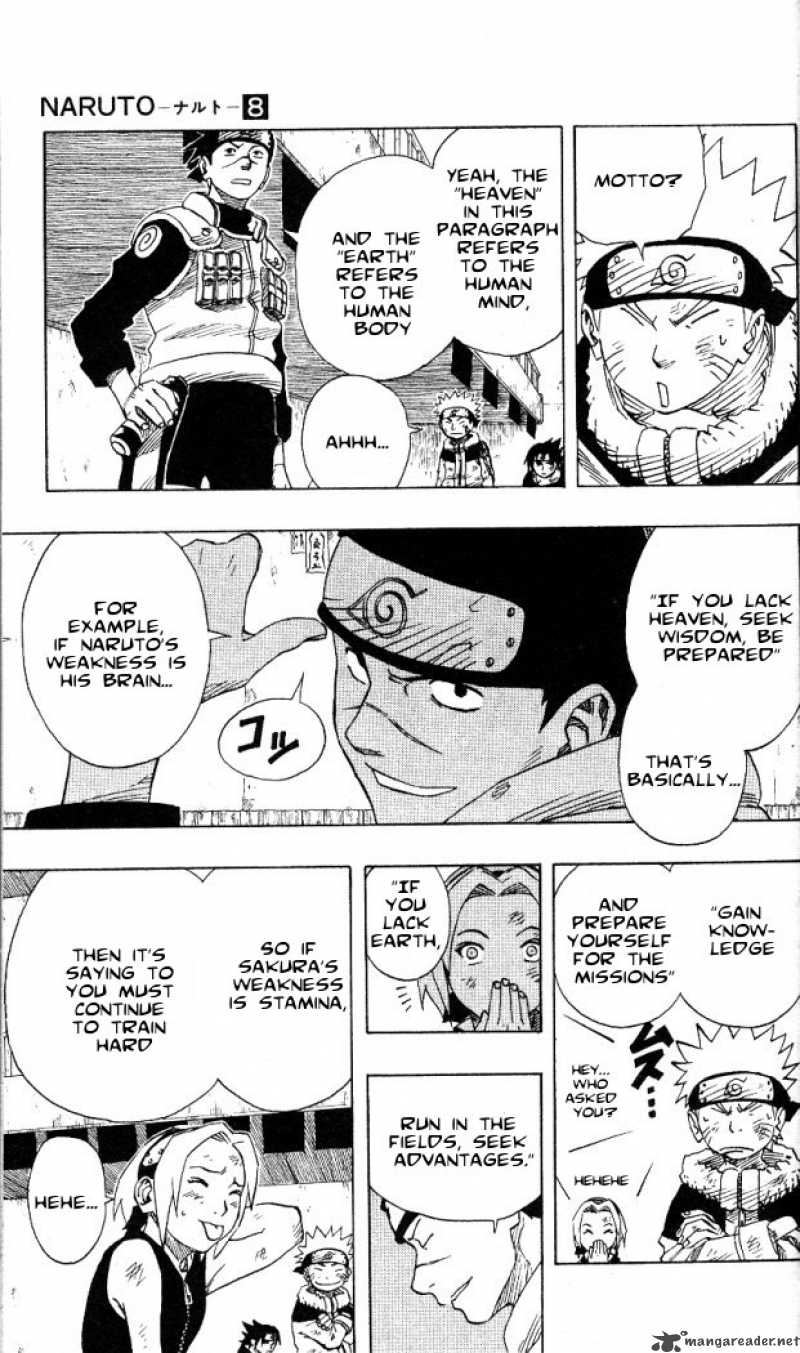 NARUTO－ナルト－8
MOTTO?
YEAH, THE
"HEAVEN"
IN THIS
PARAGRAPH
REFERS
TO THE
HUMAN
MIND,
AND THE
"EARTH"
REFERS
TO THE
HUMAN
BODY
AHHH...
"IF YOU LACK
HEAVEN, SEEK
WISDOM, BE
PREPARED"
THAT'S
BASICALLY...
コツ
FOR
EXAMPLE,
IF NARUTO'S
WEAKNESS IS
HIS BRAIN...
"GAIN
KNOW-
LEDGE
AND
PREPARE
YOURSELF
FOR THE
MISSIONS"
ムス…
HEY...
WHO
ASKED
YOU?
HEHEHE
"IF
YOU
LACK
EARTH,
RUN IN THE
FIELDS, SEEK
ADVANTAGES."
SO IF
SAKURA'S
WEAKNESS
IS STAMINA,
THEN IT'S
SAYING TO
YOU MUST
CONTINUE
TO TRAIN
HARD
HEHE...
mangareader.net